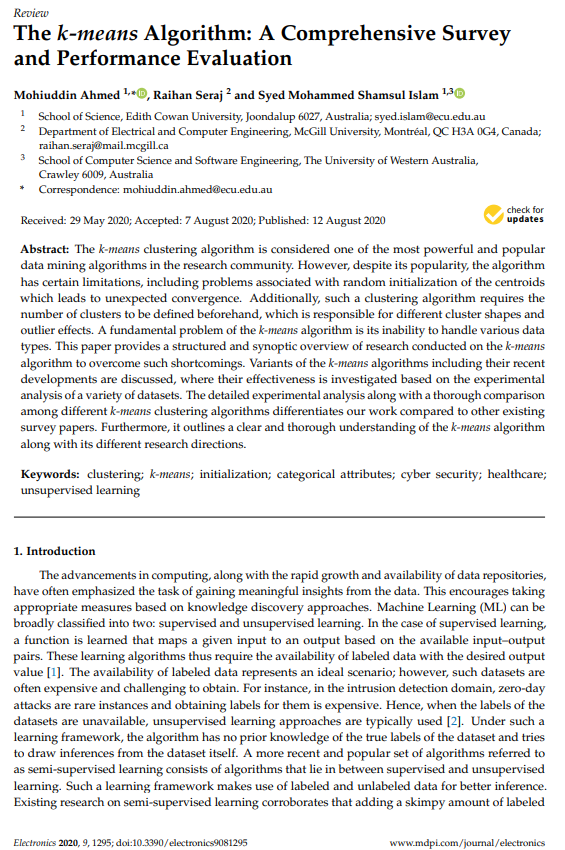 Review
The k-means Algorithm: A Comprehensive Survey
and Performance Evaluation
Mohiuddin Ahmed 1,*iD, Raihan Seraj 2 and Syed Mohammed Shamsul Islam 1,3iD
1 School of Science, Edith Cowan University, Joondalup 6027, Australia; syed.islam@ecu.edu.au
2 Department of Electrical and Computer Engineering, McGill University, Montréal, QC H3A 0G4, Canada;
raihan.seraj@mail.mcgill.ca
3 School of Computer Science and Software Engineering, The University of Western Australia,
Crawley 6009, Australia
* Correspondence: mohiuddin.ahmed@ecu.edu.au
check for
updates
Received: 29 May 2020; Accepted: 7 August 2020; Published: 12 August 2020
Abstract: The k-means clustering algorithm is considered one of the most powerful and popular
data mining algorithms in the research community. However, despite its popularity, the algorithm
has certain limitations, including problems associated with random initialization of the centroids
which leads to unexpected convergence. Additionally, such a clustering algorithm requires the
number of clusters to be defined beforehand, which is responsible for different cluster shapes and
outlier effects. A fundamental problem of the k-means algorithm is its inability to handle various data
types. This paper provides a structured and synoptic overview of research conducted on the k-means
algorithm to overcome such shortcomings. Variants of the k-means algorithms including their recent
developments are discussed, where their effectiveness is investigated based on the experimental
analysis of a variety of datasets. The detailed experimental analysis along with a thorough comparison
among different k-means clustering algorithms differentiates our work compared to other existing
survey papers. Furthermore, it outlines a clear and thorough understanding of the k-means algorithm
along with its different research directions.
Keywords: clustering; k-means; initialization; categorical attributes; cyber security; healthcare;
unsupervised learning
1. Introduction
The advancements in computing, along with the rapid growth and availability of data repositories,
have often emphasized the task of gaining meaningful insights from the data. This encourages taking
appropriate measures based on knowledge discovery approaches. Machine Learning (ML) can be
broadly classified into two: supervised and unsupervised learning. In the case of supervised learning,
a function is learned that maps a given input to an output based on the available input–output
pairs. These learning algorithms thus require the availability of labeled data with the desired output
value [1]. The availability of labeled data represents an ideal scenario; however, such datasets are
often expensive and challenging to obtain. For instance, in the intrusion detection domain, zero-day
attacks are rare instances and obtaining labels for them is expensive. Hence, when the labels of the
datasets are unavailable, unsupervised learning approaches are typically used [2]. Under such a
learning framework, the algorithm has no prior knowledge of the true labels of the dataset and tries
to draw inferences from the dataset itself. A more recent and popular set of algorithms referred to
as semi-supervised learning consists of algorithms that lie in between supervised and unsupervised
learning. Such a learning framework makes use of labeled and unlabeled data for better inference.
Existing research on semi-supervised learning corroborates that adding a skimpy amount of labeled
Electronics 2020, 9, 1295; doi:10.3390/electronics9081295
www.mdpi.com/journal/electronics